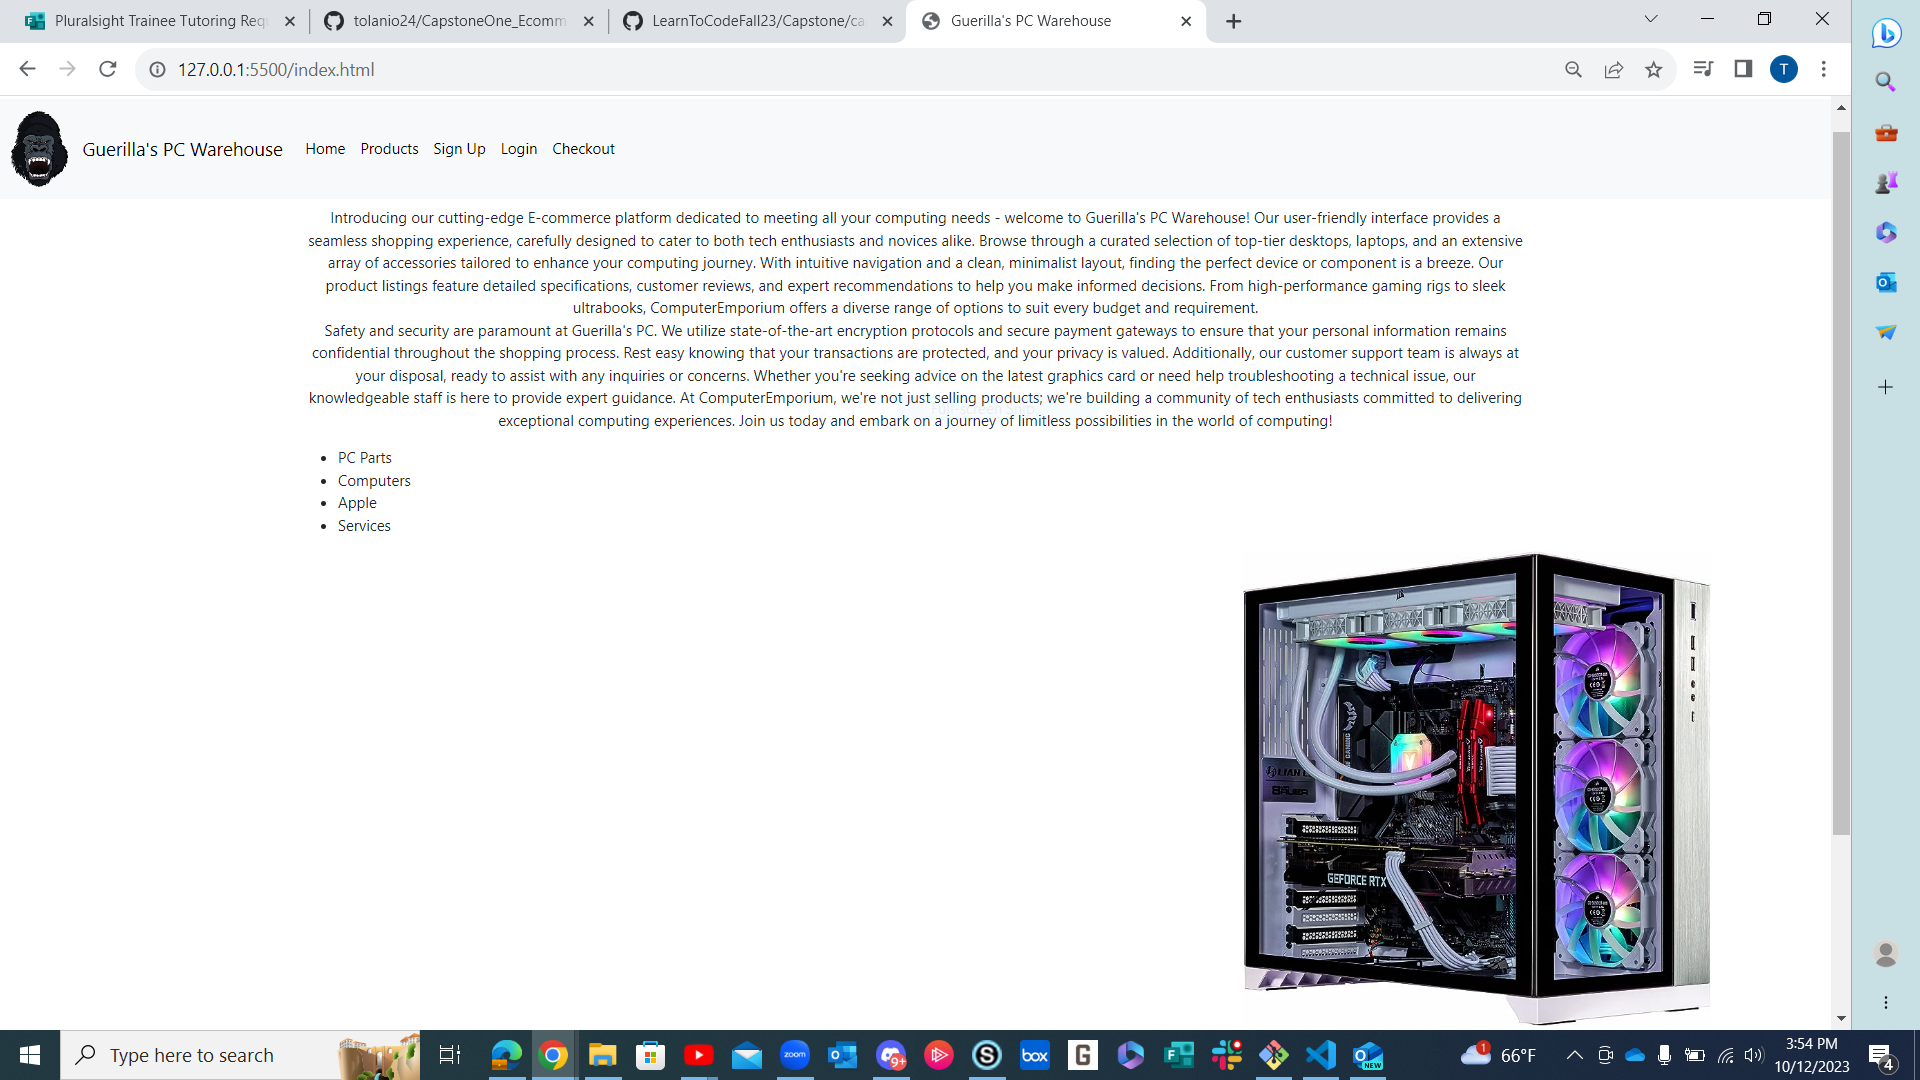 Pluralsight Trainee Tutoring Req
tolanio24/CapstoneOne_Ecomm
LearnToCodeFall23/Capstone/ca
Guerilla's PC Warehouse
127.0.0.1:5500/index.html
T
Guerilla's PC Warehouse Home Products Sign Up Login Checkout
Introducing our cutting-edge E-commerce platform dedicated to meeting all your computing needs - welcome to Guerilla's PC Warehouse! Our user-friendly interface provides a
seamless shopping experience, carefully designed to cater to both tech enthusiasts and novices alike. Browse through a curated selection of top-tier desktops, laptops, and an extensive
array of accessories tailored to enhance your computing journey. With intuitive navigation and a clean, minimalist layout, finding the perfect device or component is a breeze. Our
product listings feature detailed specifications, customer reviews, and expert recommendations to help you make informed decisions. From high-performance gaming rigs to sleek
ultrabooks, ComputerEmporium offers a diverse range of options to suit every budget and requirement.
Safety and security are paramount at Guerilla's PC. We utilize state-of-the-art encryption protocols and secure payment gateways to ensure that your personal information remains
confidential throughout the shopping process. Rest easy knowing that your transactions are protected, and your privacy is valued. Additionally, our customer support team is always at
your disposal, ready to assist with any inquiries or concerns. Whether you're seeking advice on the latest graphics card or need help troubleshooting a technical issue, our
knowledgeable staff is here to provide expert guidance. At ComputerEmporium, we're not just selling products; we're building a community of tech enthusiasts committed to delivering
Full-screen Snip
exceptional computing experiences. Join us today and embark on a journey of limitless possibilities in the world of computing!
PC Parts
Computers
Apple
Services
LIAN LI
GEFORCE RTX
Type here to search
zoom
9+
box
G
NEW
66°F
3:54 PM
10/12/2023
4
1